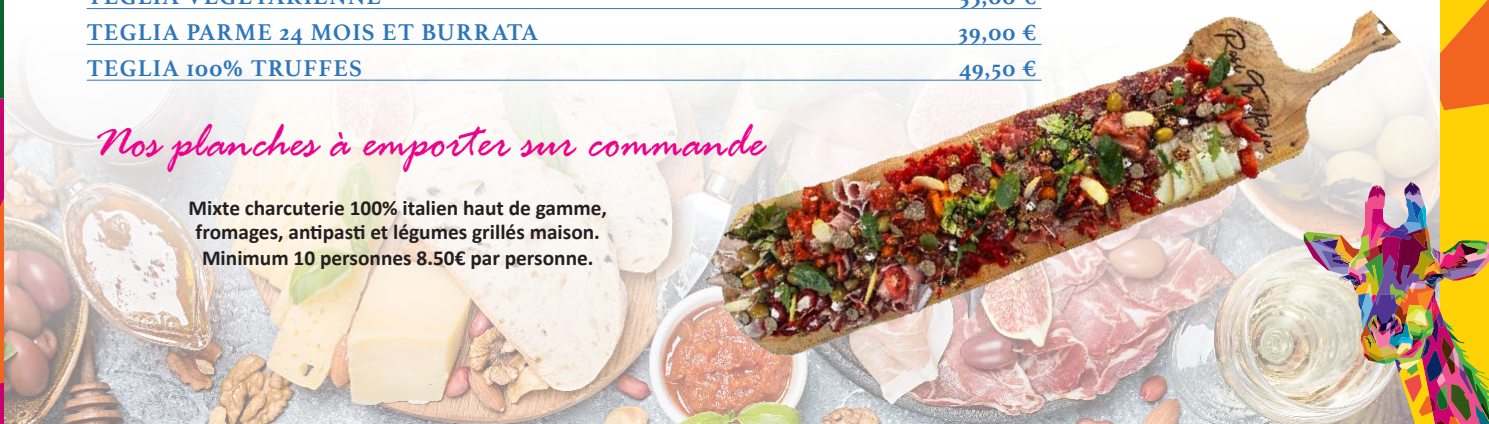 TEGLIA VÉGÉTARIENNE
TEGLIA PARME 24 MOIS ET BURRATA 39,00 €
TEGLIA 100% TRUFFES 49,50 €
Nos planches à emporter sur commande
Mixte charcuterie 100% italien haut de gamme,
fromages, antipasti et légumes grillés maison.
Minimum 10 personnes 8.50€ par personne.